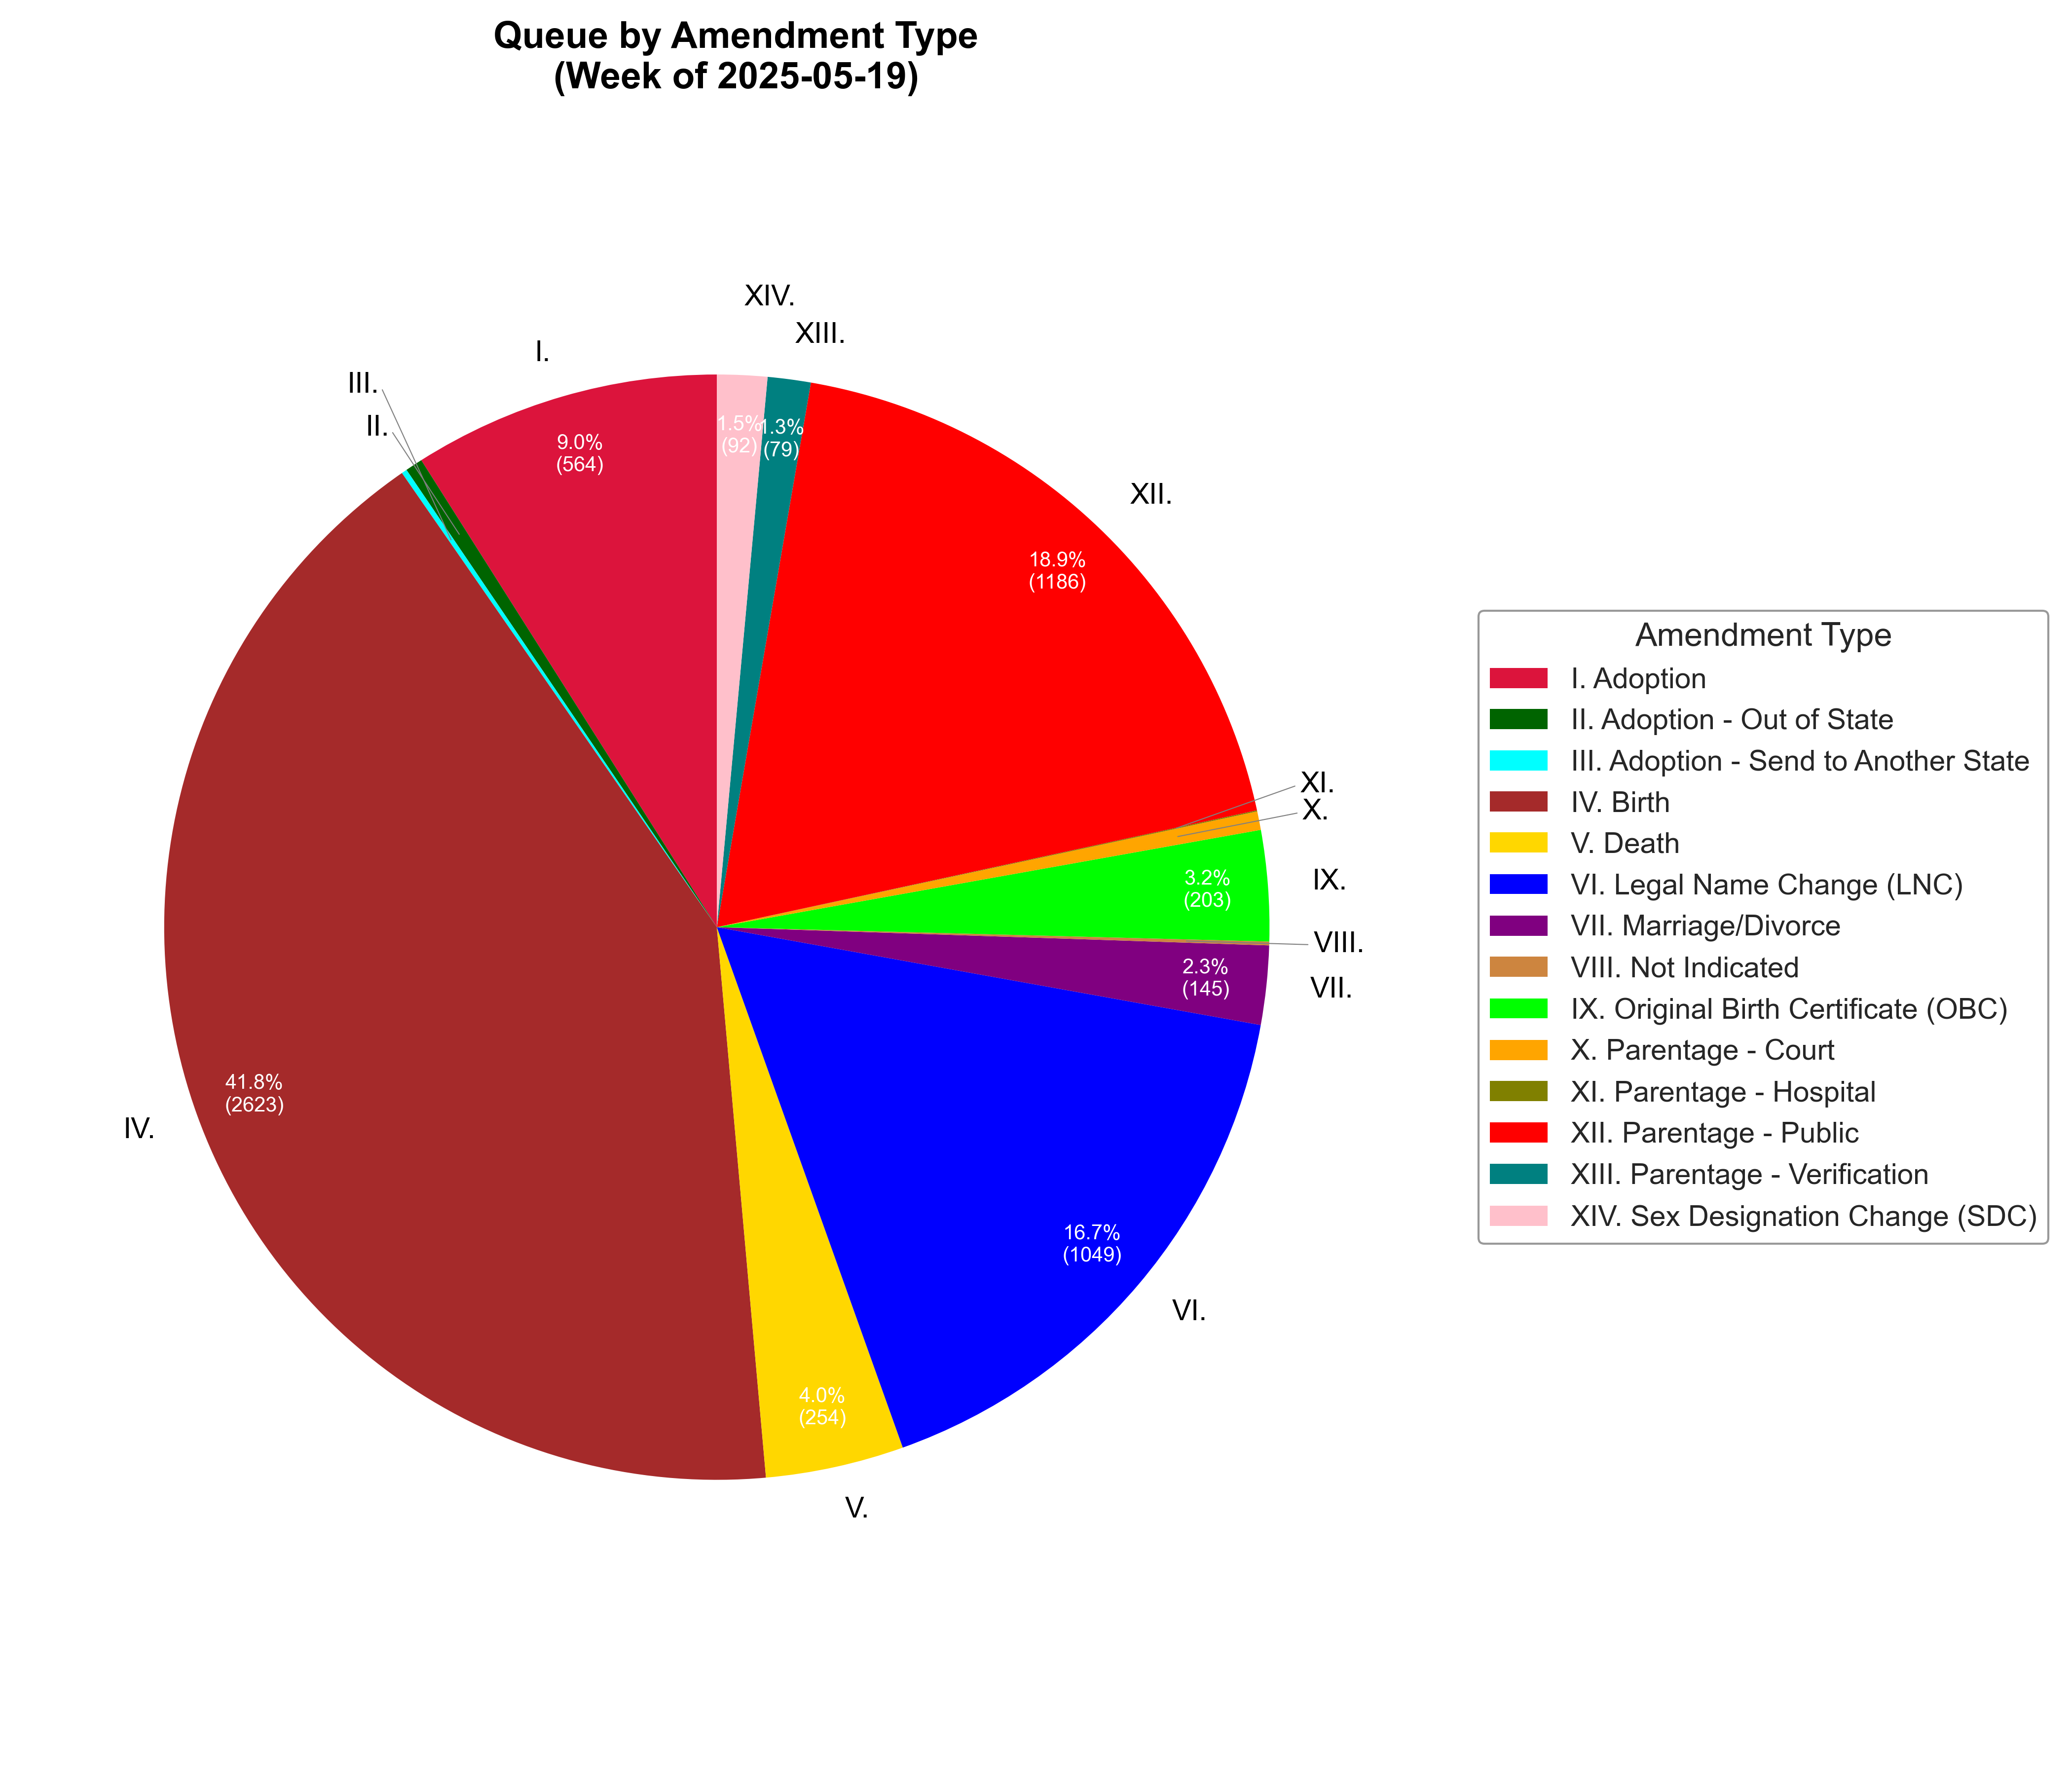 Queue by Amendment Type
(Week of 2025-05-19)
XIV.
XIII.
I.
III.
II.
1.5%
(92)
1.3%
(79)
9.0%
(564)
XII.
18.9%
(1186)
XI.
X.
IX.
3.2%
(203)
VIII.
VII.
2.3%
(145)
41.8%
(2623)
IV.
16.7%
(1049)
VI.
4.0%
(254)
V.
Amendment Type
I. Adoption
II. Adoption - Out of State
III. Adoption - Send to Another State
IV. Birth
V. Death
VI. Legal Name Change (LNC)
VII. Marriage/Divorce
VIII. Not Indicated
IX. Original Birth Certificate (OBC)
X. Parentage - Court
XI. Parentage - Hospital
XII. Parentage - Public
XIII. Parentage - Verification
XIV. Sex Designation Change (SDC)